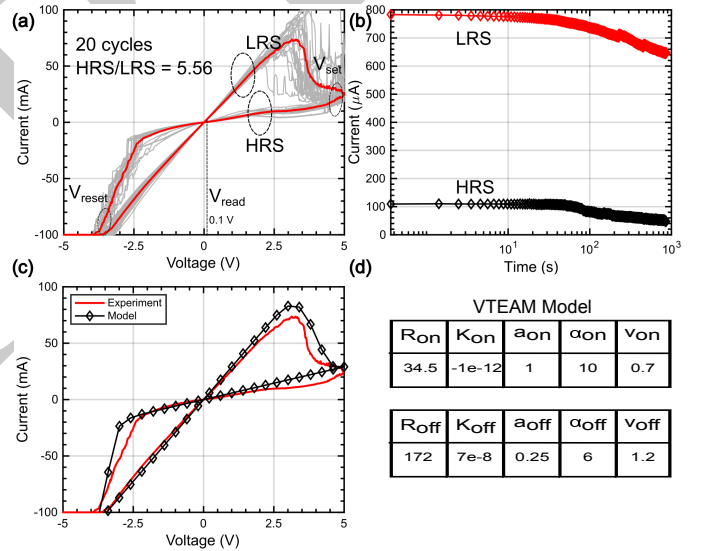 (a)
100
50
0
-50
-100
-5
-2.5
0
2.5
5
Current (mA)
Voltage (V)
20 cycles
HRS/LRS = 5.56
LRS
HRS
Vset
Vreset
Vread
0.1 V
(b)
800
700
600
500
400
300
200
100
0
10^1
10^2
10^3
Current (μA)
Time (s)
LRS
HRS
(c)
100
50
0
-50
-100
-5
-2.5
0
2.5
5
Current (mA)
Voltage (V)
Experiment
Model
(d)
VTEAM Model
Ron Kon aon αon von
34.5 -1e-12 1 10 0.7
Roff Koff aoff αoff voff
172 7e-8 0.25 6 1.2